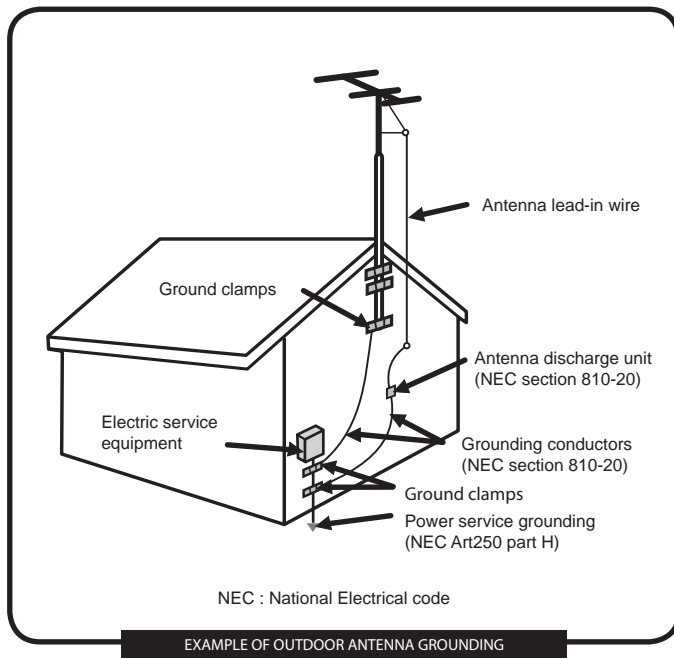 Antenna lead-in wire
Ground clamps
Antenna discharge unit
(NEC section 810-20)
Electric service
equipment
Grounding conductors
(NEC section 810-20)
Ground clamps
Power service grounding
(NEC Art250 part H)
NEC : National Electrical code
EXAMPLE OF OUTDOOR ANTENNA GROUNDING